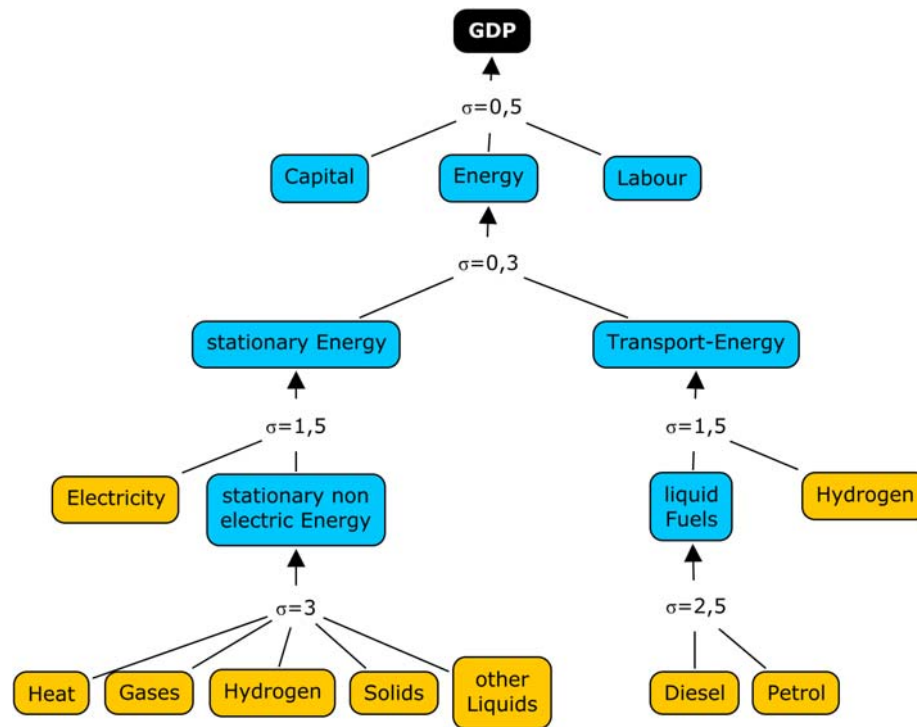 GDP
σ=0,5
Capital
Energy
Labour
σ=0,3
stationary Energy
Transport-Energy
σ=1,5
σ=1,5
Electricity
stationary non
electric Energy
liquid
Fuels
Hydrogen
σ=3
σ=2,5
Heat
Gases
Hydrogen
Solids
other
Liquids
Diesel
Petrol